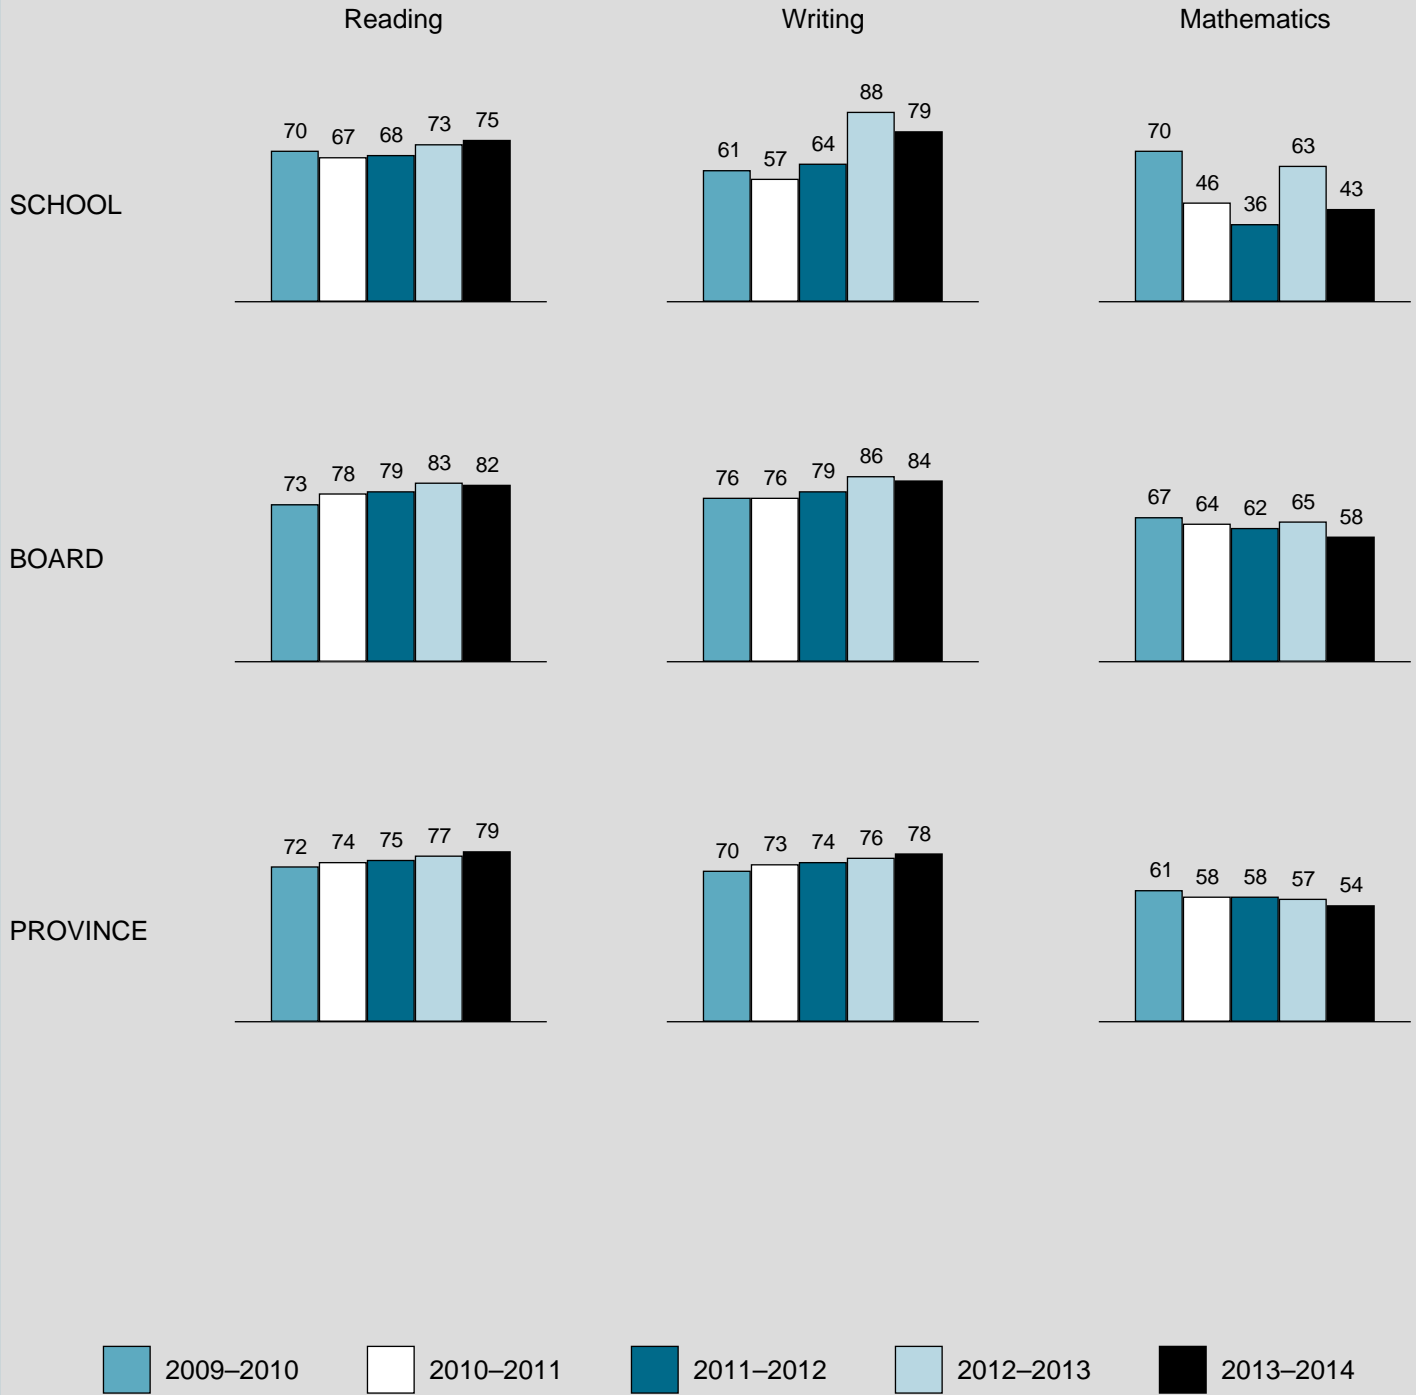 Reading Writing Mathematics
SCHOOL
70 67 68 73 75
61 57 64 88 79
70 46 36 63 43
BOARD
73 78 79 83 82
76 76 79 86 84
67 64 62 65 58
PROVINCE
72 74 75 77 79
70 73 74 76 78
61 58 58 57 54
2009–2010 2010–2011 2011–2012 2012–2013 2013–2014